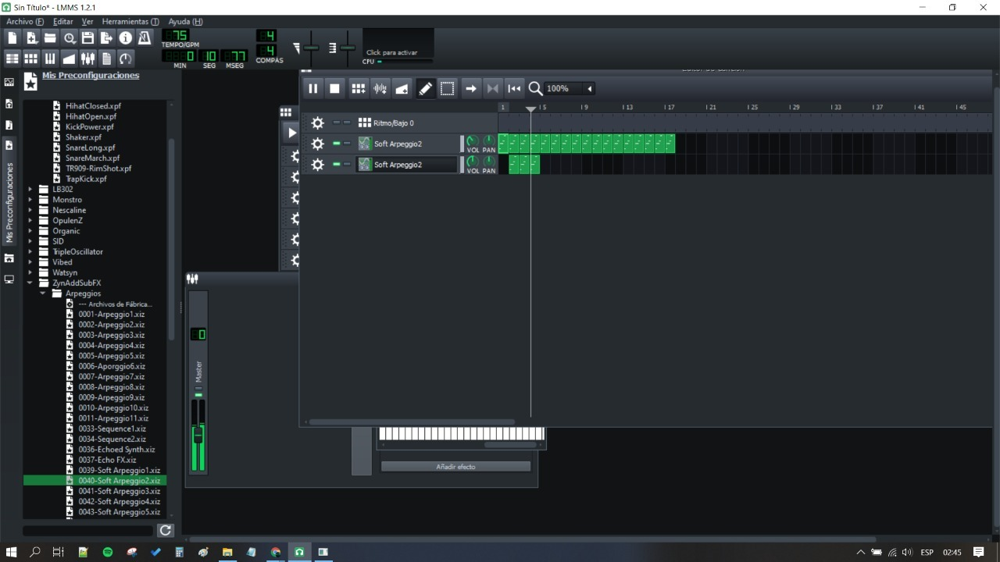 Sin Título* - LMMS 1.2.1
Archivo (F) Editar Ver Herramientas (T) Ayuda (H)
75
TEMPO/GPM
0 10 77
MIN SEG MSEG
4
4
COMPÁS
Click para activar
CPU
Mis Preconfiguraciones
Mis Preconfiguraciones
HihatClosed.xpf
HihatOpen.xpf
KickPower.xpf
Shaker.xpf
SnareLong.xpf
SnareMarch.xpf
TR909-RimShot.xpf
TrapKick.xpf
LB302
Monstro
Nescaline
OpulenZ
Organic
SID
TripleOscillator
Vibed
Watsyn
ZynAddSubFX
Arpeggios
--- Archivos de Fábrica...
0001-Arpeggio1.xiz
0002-Arpeggio2.xiz
0003-Arpeggio3.xiz
0004-Arpeggio4.xiz
0005-Arpeggio5.xiz
0006-Aporggio6.xiz
0007-Arpeggio7.xiz
0008-Arpeggio8.xiz
0009-Arpeggio9.xiz
0010-Arpeggio10.xiz
0011-Arpeggio11.xiz
0033-Sequence1.xiz
0034-Sequence2.xiz
0036-Echoed Synth.xiz
0037-Echo FX.xiz
0039-Soft Arpeggio1.xiz
0040-Soft Arpeggio2.xiz
0041-Soft Arpeggio3.xiz
0042-Soft Arpeggio4.xiz
0043-Soft Arpeggio5.xiz
Editor de Canción
100%
1 5 9 13 17 21 25 29 33 37 41 45
Ritmo/Bajo 0
Soft Arpeggio2 VOL PAN
Soft Arpeggio2 VOL PAN
0
Master
Añadir efecto
ESP 02:45